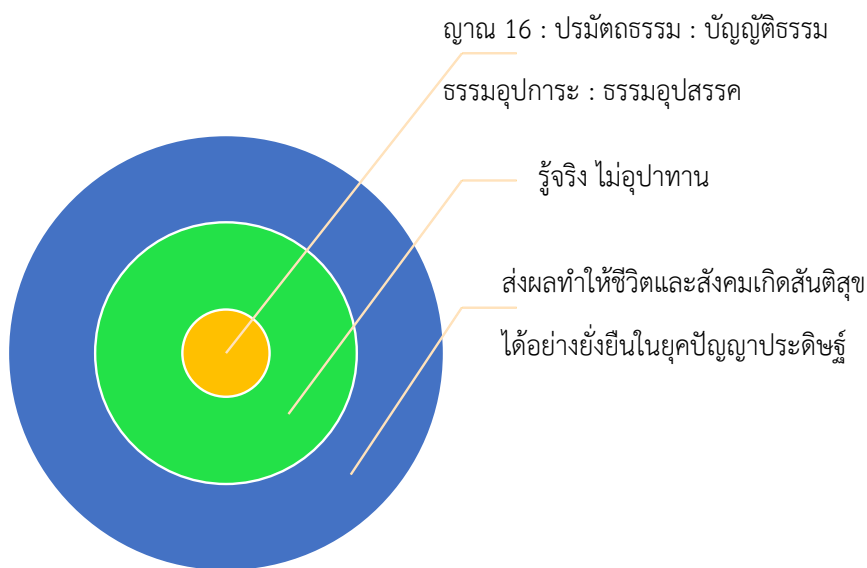 ญาณ 16 : ปรมัตถธรรม : บัญญัติธรรม
ธรรมอุปการะ : ธรรมอุปสรรค
รู้จริง ไม่อุปาทาน
ส่งผลทำให้ชีวิตและสังคมเกิดสันติสุข
ได้อย่างยั่งยืนในยุคปัญญาประดิษฐ์